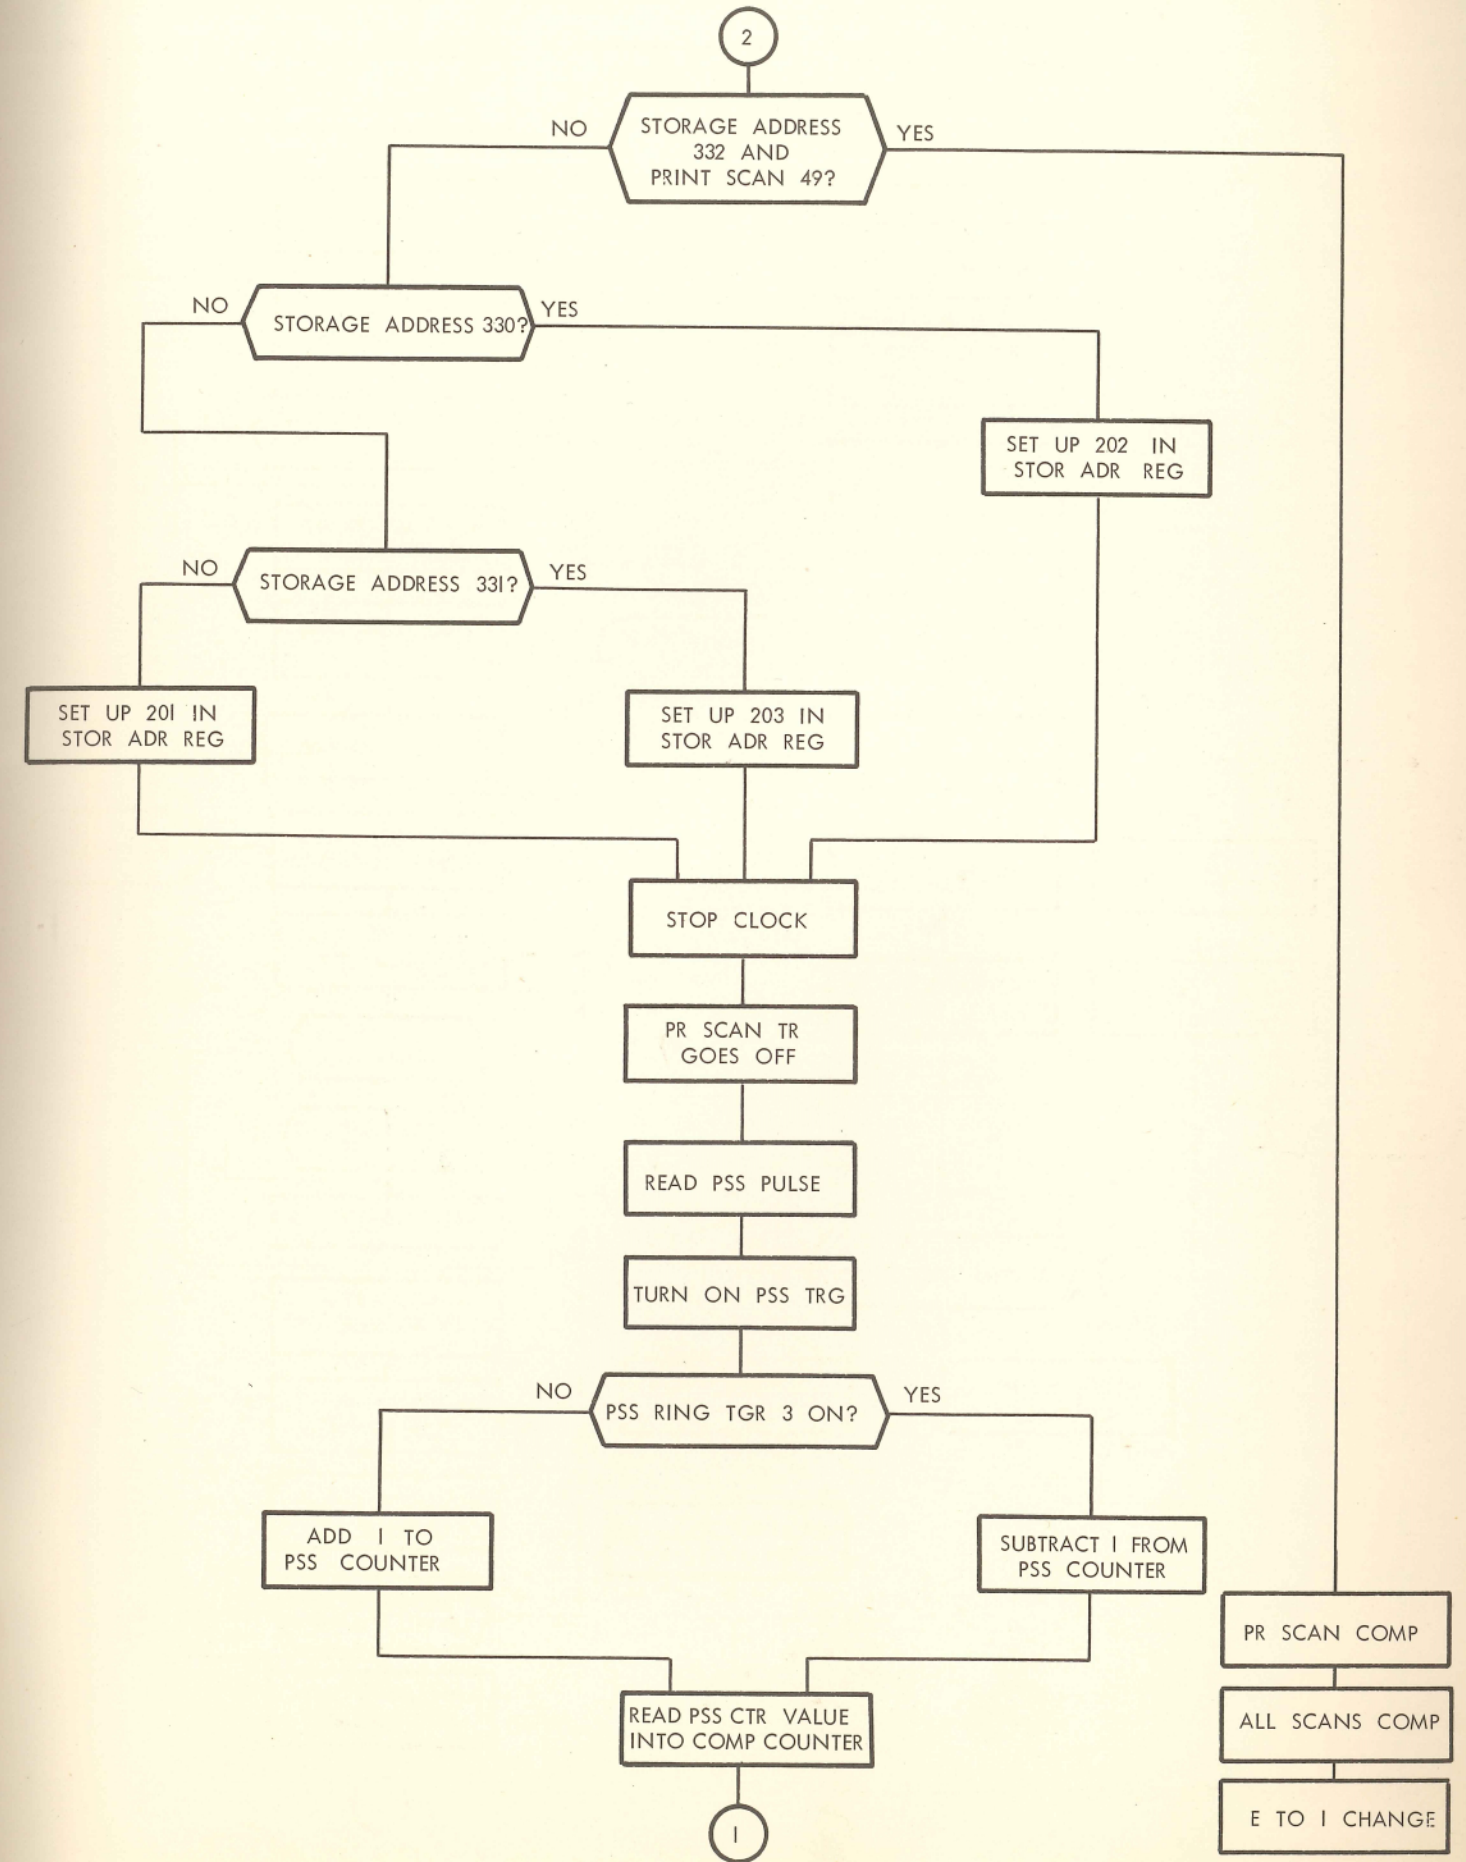 2
STORAGE ADDRESS
332 AND
PRINT SCAN 49?
NO
YES
STORAGE ADDRESS 330?
NO
YES
SET UP 202 IN
STOR ADR REG
STORAGE ADDRESS 331?
NO
YES
SET UP 201 IN
STOR ADR REG
SET UP 203 IN
STOR ADR REG
STOP CLOCK
PR SCAN TR
GOES OFF
READ PSS PULSE
TURN ON PSS TRG
PSS RING TGR 3 ON?
NO
YES
ADD 1 TO
PSS COUNTER
SUBTRACT 1 FROM
PSS COUNTER
READ PSS CTR VALUE
INTO COMP COUNTER
1
PR SCAN COMP
ALL SCANS COMP
E TO I CHANGE